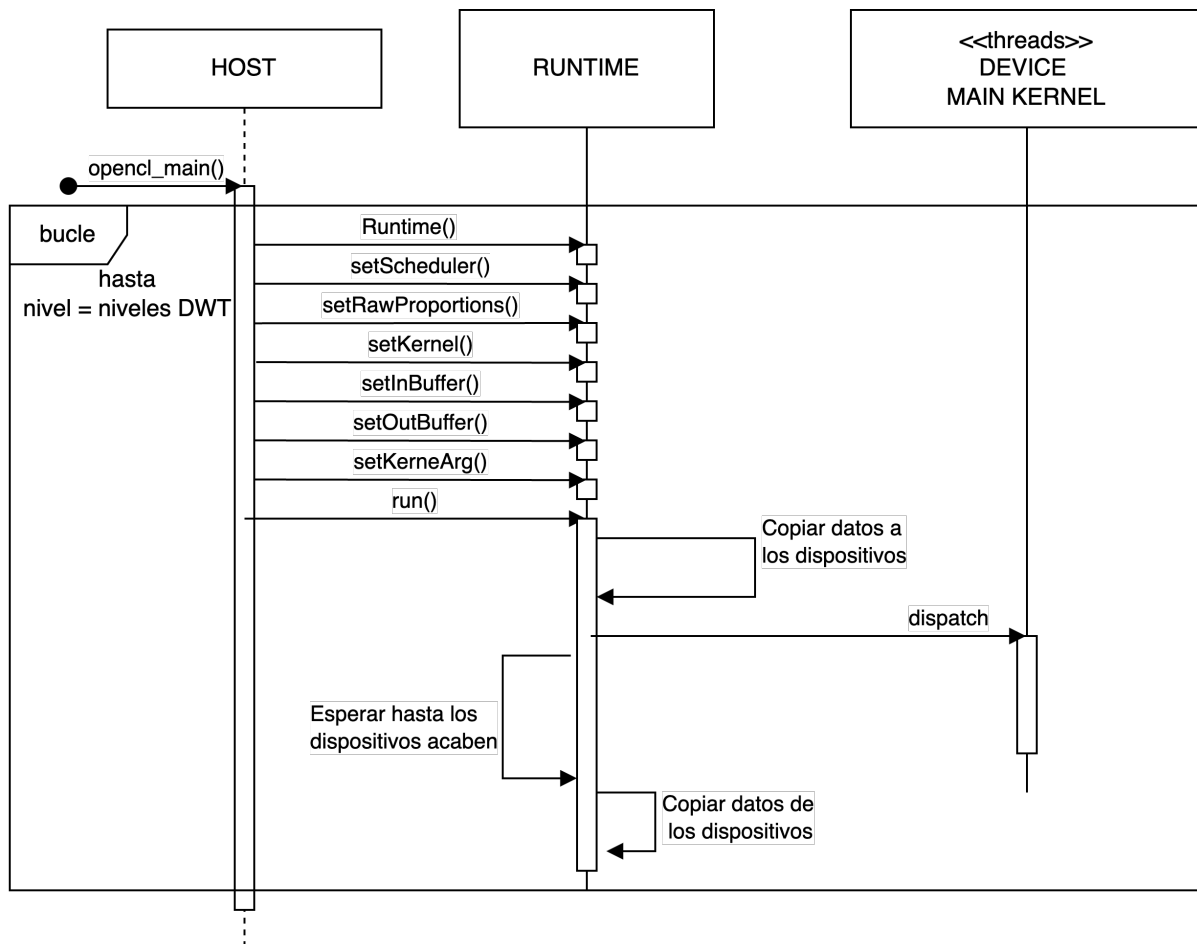 HOST
RUNTIME
<<threads>>
DEVICE
MAIN KERNEL
opencl_main()
bucle
hasta
nivel = niveles DWT
Runtime()
setScheduler()
setRawProportions()
setKernel()
setInBuffer()
setOutBuffer()
setKerneArg()
run()
Copiar datos a
los dispositivos
dispatch
Esperar hasta los
dispositivos acaben
Copiar datos de
los dispositivos